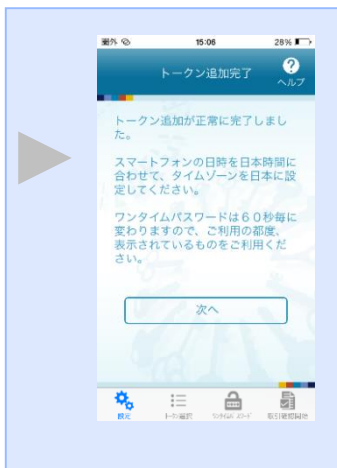 圏外 15:06 28%
トークン追加完了
?
ヘルプ
トークン追加が正常に完了しまし
た。
スマートフォンの日時を日本時間に
合わせて、タイムゾーンを日本に設
定してください。
ワンタイムパスワードは６０秒毎に
変わりますので、ご利用の都度、
表示されているものをご利用くだ
さい。
次へ
設定 トークン選択 ワンタイムパスワード 取引確認開始